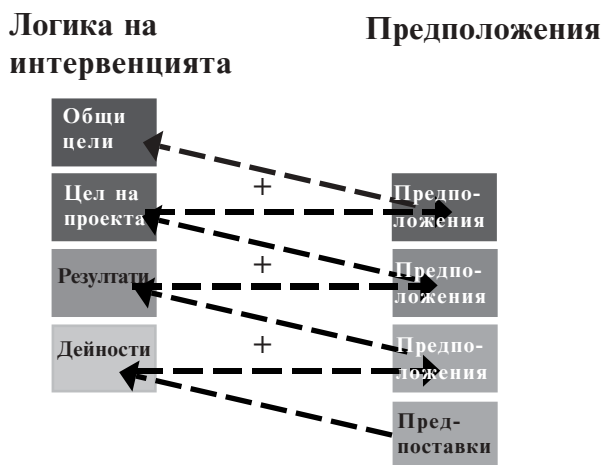 Логика на
интервенцията
Предположения
Общи
цели
Цел на
проекта
+
Предпо-
ложения
Резултати
+
Предпо-
ложения
Дейности
+
Предпо-
ложения
Пред-
поставки